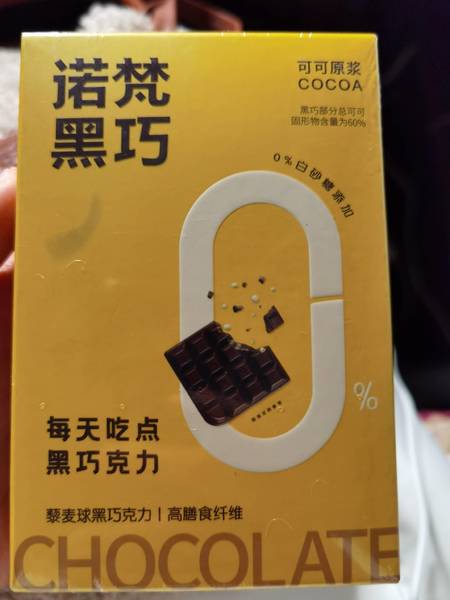 诺梵
黑巧
可可原浆
COCOA
黑巧部分总可可
固形物含量为60%
0%白砂糖添加
0
%
每天吃点
黑巧克力
藜麦球黑巧克力|高膳食纤维
CHOCOLATE